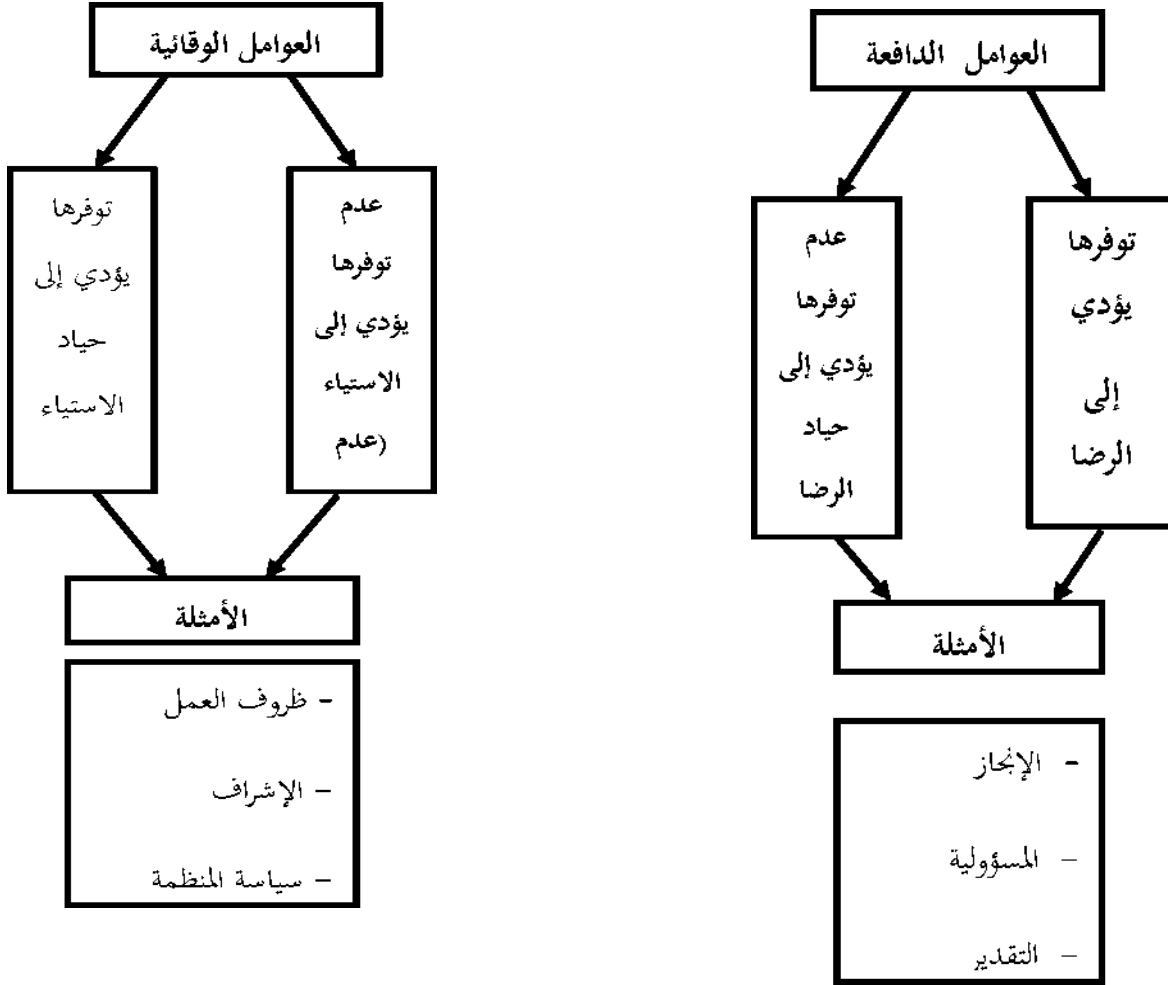 العوامل الدافعة
توفرها
يؤدي
إلى
الرضا
عدم
توفرها
يؤدي إلى
حياد
الرضا
الأمثلة
- الإنجاز
- المسؤولية
- التقدير
العوامل الوقائية
عدم
توفرها
يؤدي إلى
الاستياء
(عدم
توفرها
يؤدي إلى
حياد
الاستياء
الأمثلة
- ظروف العمل
- الإشراف
- سياسة المنظمة